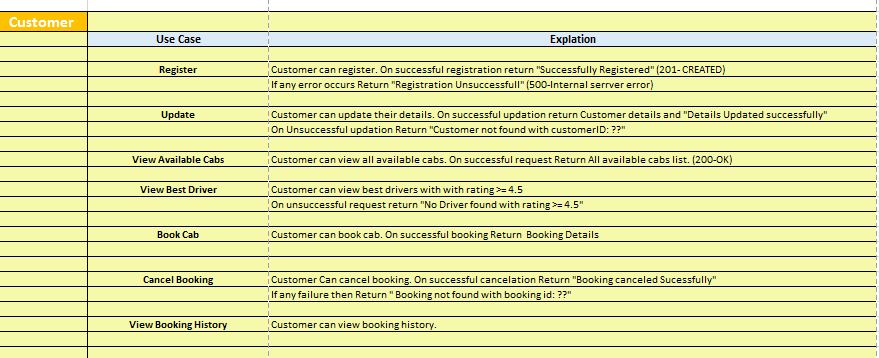 Customer
Use Case Explation
Register Customer can register. On successful registration return "Successfully Registered" (201- CREATED)
If any error occurs Return "Registration Unsuccessfull" (500-Internal serrver error)
Update Customer can update their details. On successful updation return Customer details and "Details Updated successfully"
On Unsuccessful updation Return "Customer not found with customerID: ??"
View Available Cabs Customer can view all available cabs. On successful request Return All available cabs list. (200-OK)
View Best Driver Customer can view best drivers with with rating >= 4.5
On unsuccessful request return "No Driver found with rating >= 4.5"
Book Cab Customer can book cab. On successful booking Return Booking Details
Cancel Booking Customer Can cancel booking. On successful cancelation Return "Booking canceled Sucessfully"
If any failure then Return " Booking not found with booking id: ??"
View Booking History Customer can view booking history.